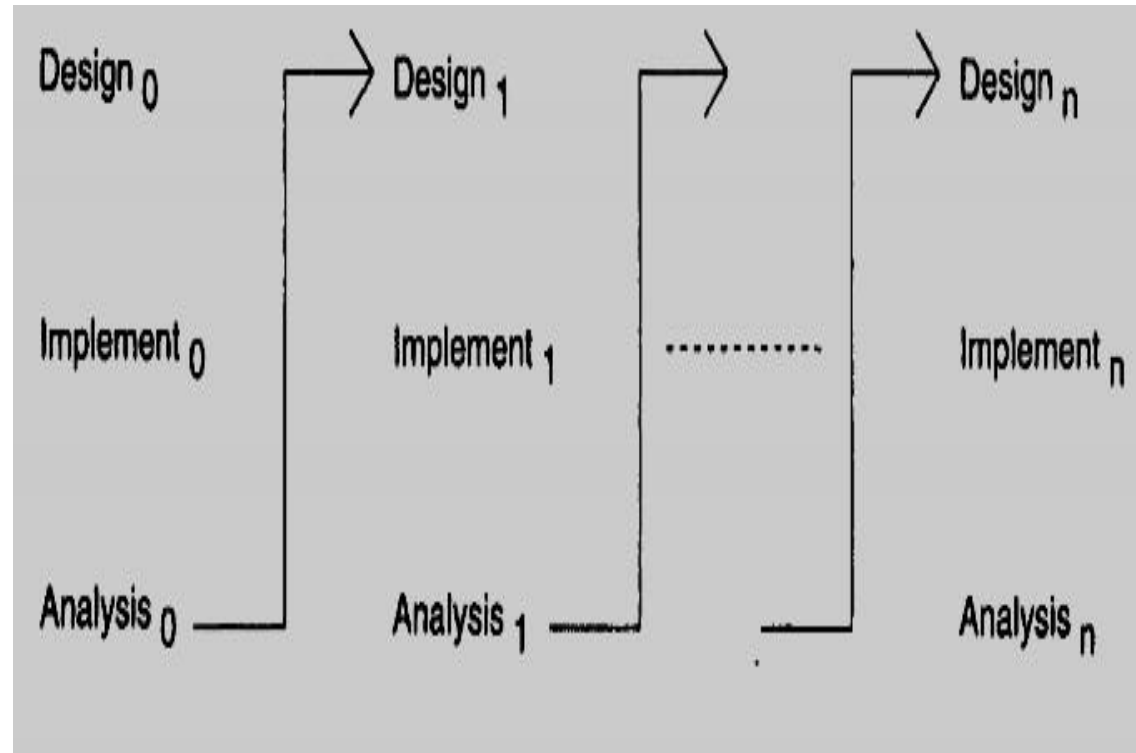 Design 0 Design 1 Design n
Implement 0 Implement 1 Implement n
Analysis 0 Analysis 1 Analysis n